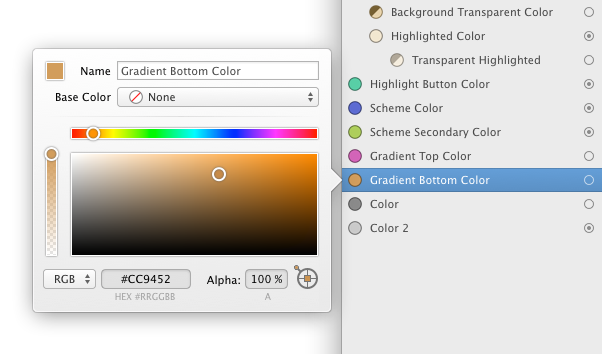 Background Transparent Color
Highlighted Color
Transparent Highlighted
Highlight Button Color
Scheme Color
Scheme Secondary Color
Gradient Top Color
Gradient Bottom Color
Color
Color 2
Name Gradient Bottom Color
Base Color None
RGB #CC9452 Alpha: 100 %
HEX #RRGGBB A